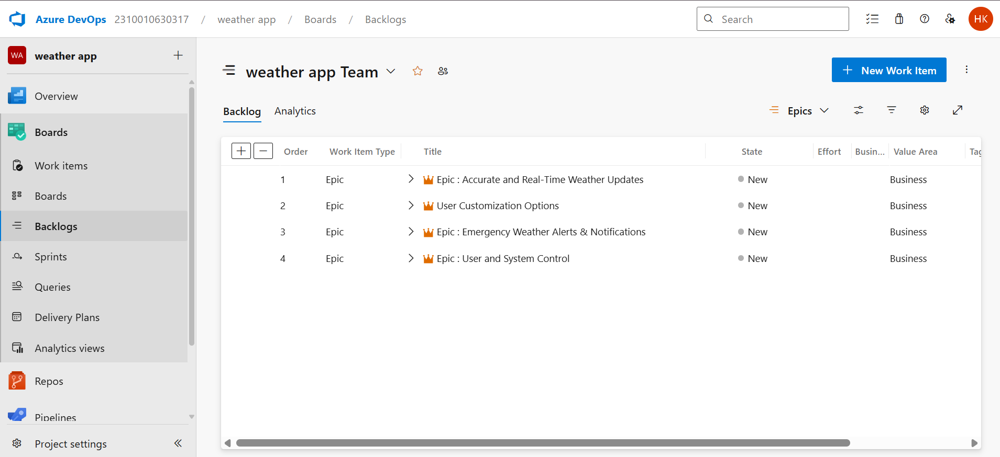 Azure DevOps 2310010630317 / weather app / Boards / Backlogs Search HK
WA weather app
Overview
Boards
Work items
Boards
Backlogs
Sprints
Queries
Delivery Plans
Analytics views
Repos
Pipelines
Project settings
weather app Team New Work Item
Backlog Analytics Epics
Order Work Item Type Title State Effort Busin... Value Area Tag
1 Epic Epic : Accurate and Real-Time Weather Updates New Business
2 Epic User Customization Options New Business
3 Epic Epic : Emergency Weather Alerts & Notifications New Business
4 Epic Epic : User and System Control New Business